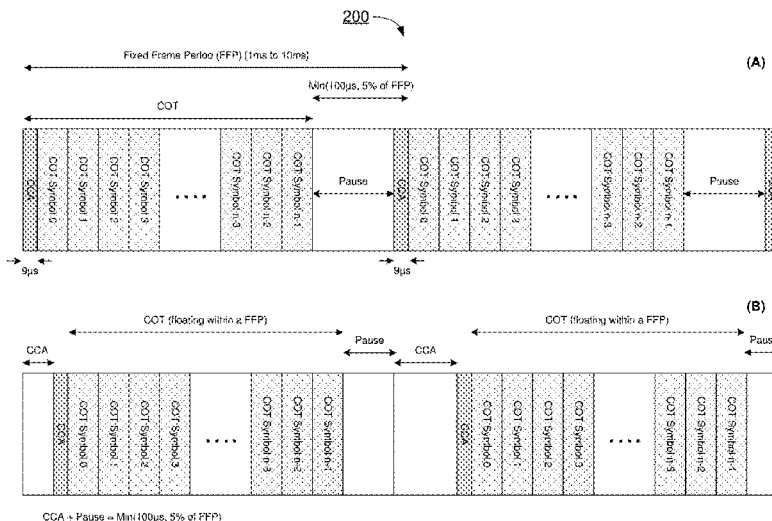 200
Fixed Frame Period (FFP) [1ms to 10ms]
(A)
Min(100µs, 5% of FFP)
COT
CCA
COT Symbol 0
COT Symbol 1
COT Symbol 2
COT Symbol 3
....
COT Symbol n-3
COT Symbol n-2
COT Symbol n-1
Pause
CCA
COT Symbol 0
COT Symbol 1
COT Symbol 2
COT Symbol 3
....
COT Symbol n-3
COT Symbol n-2
COT Symbol n-1
Pause
9µs
9µs
(B)
COT (floating within a FFP)
COT (floating within a FFP)
CCA
Pause
CCA
Pause
CCA
COT Symbol 0
COT Symbol 1
COT Symbol 2
COT Symbol 3
....
COT Symbol n-3
COT Symbol n-2
COT Symbol n-1
CCA
COT Symbol 0
COT Symbol 1
COT Symbol 2
COT Symbol 3
....
COT Symbol n-3
COT Symbol n-2
COT Symbol n-1
CCA + Pause = Min(100µs, 5% of FFP)